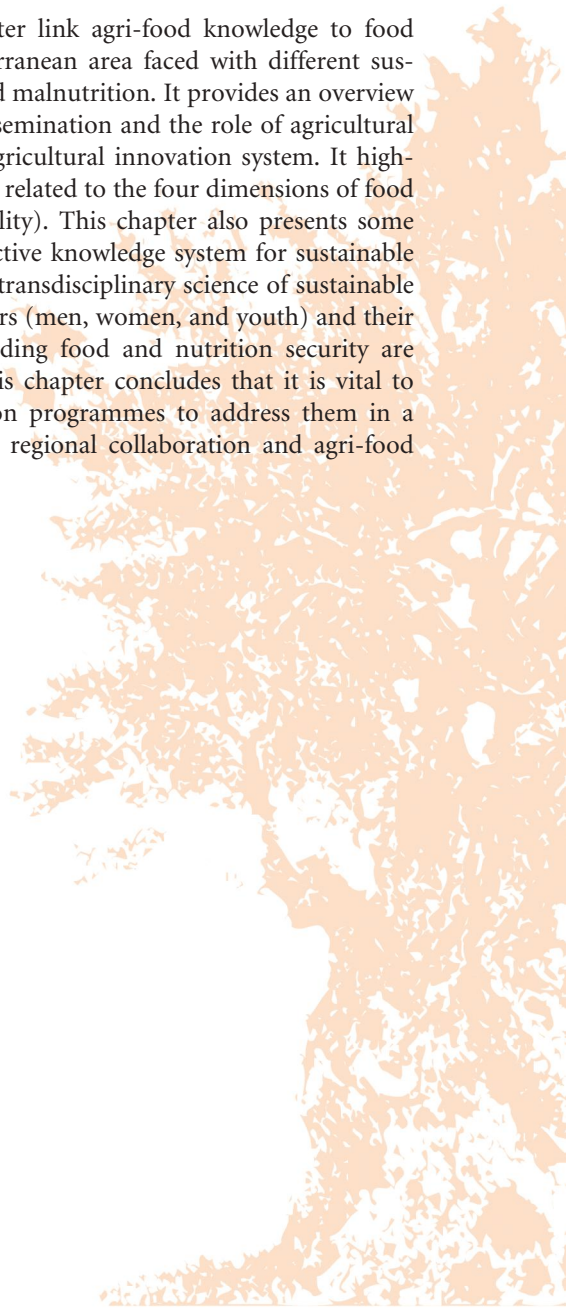 ter link agri-food knowledge to food
rranean area faced with different sus-
d malnutrition. It provides an overview
semination and the role of agricultural
gricultural innovation system. It high-
related to the four dimensions of food
lity). This chapter also presents some
ctive knowledge system for sustainable
transdisciplinary science of sustainable
rs (men, women, and youth) and their
ding food and nutrition security are
is chapter concludes that it is vital to
on programmes to address them in a
regional collaboration and agri-food